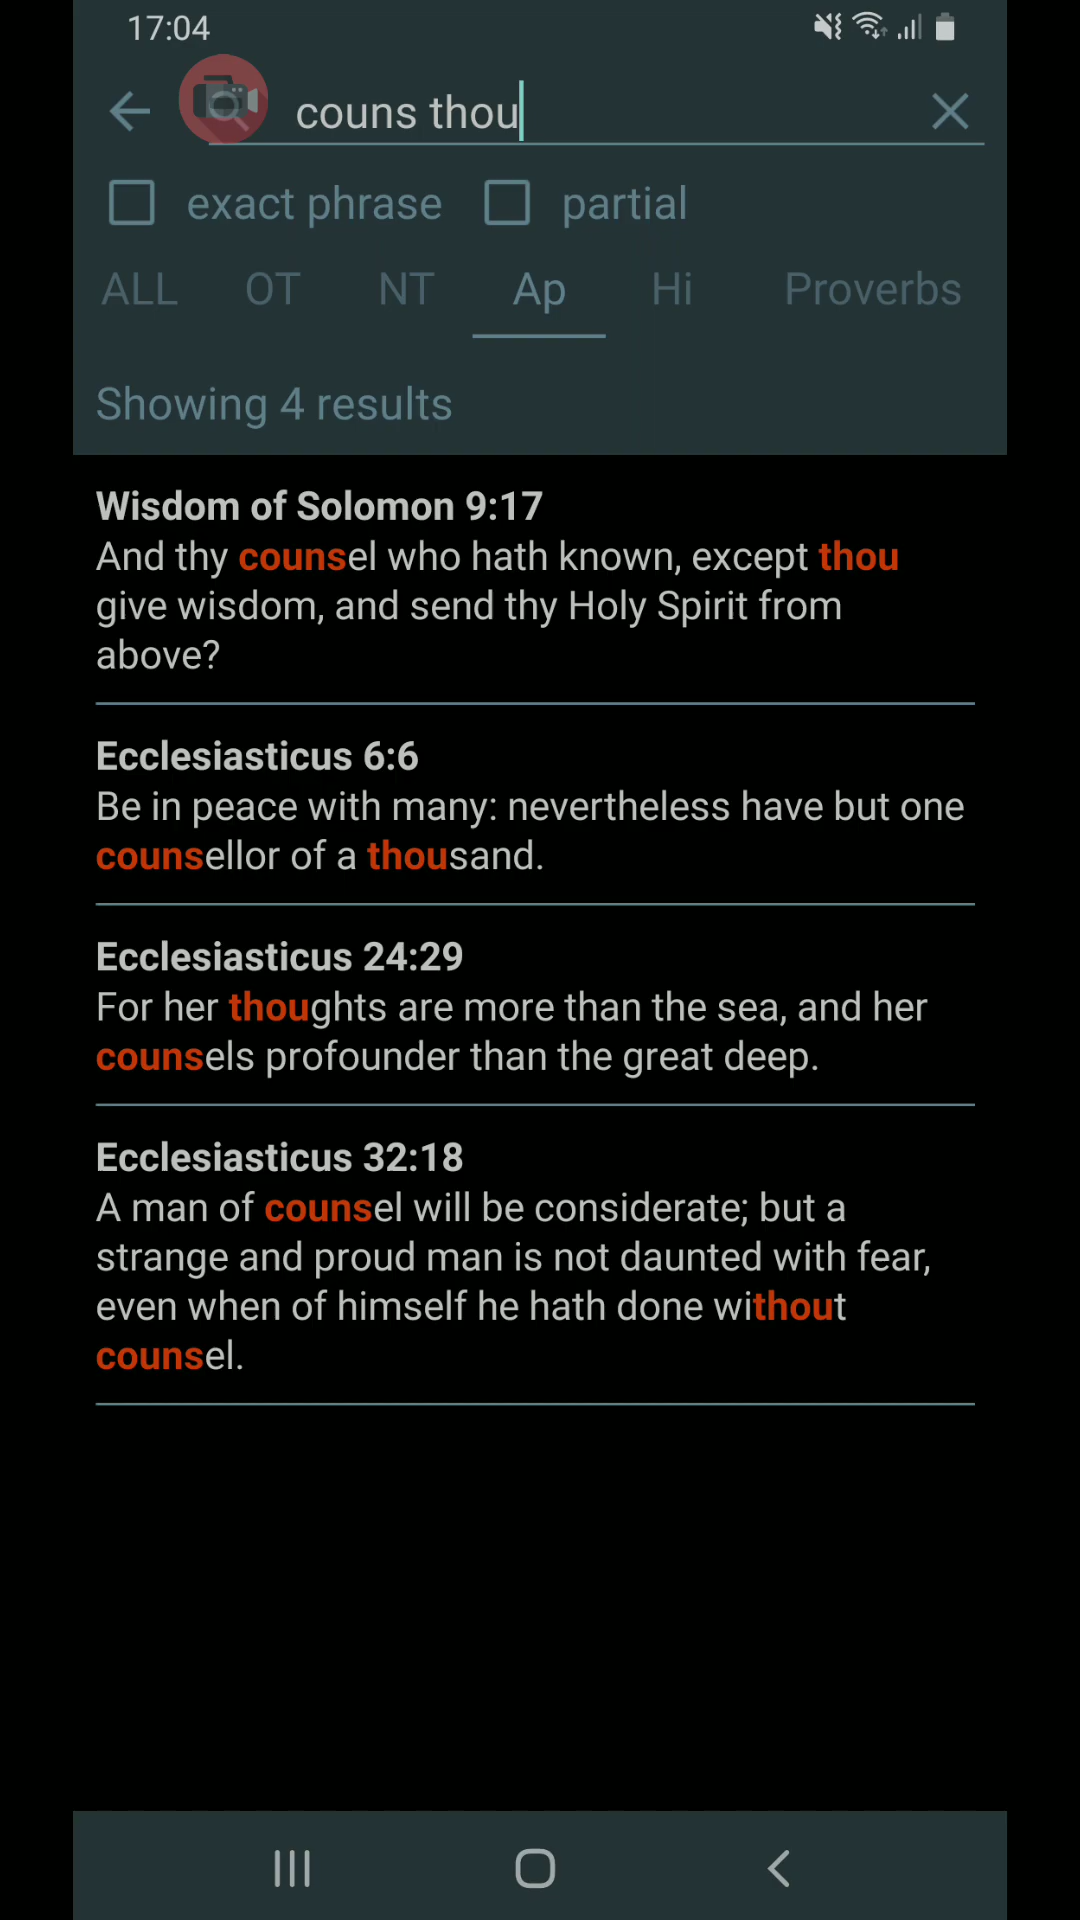 17:04
couns thou
exact phrase partial
ALL OT NT Ap Hi Proverbs
Showing 4 results
Wisdom of Solomon 9:17
And thy counsel who hath known, except thou
give wisdom, and send thy Holy Spirit from
above?
Ecclesiasticus 6:6
Be in peace with many: nevertheless have but one
counsellor of a thousand.
Ecclesiasticus 24:29
For her thoughts are more than the sea, and her
counsels profounder than the great deep.
Ecclesiasticus 32:18
A man of counsel will be considerate; but a
strange and proud man is not daunted with fear,
even when of himself he hath done without
counsel.